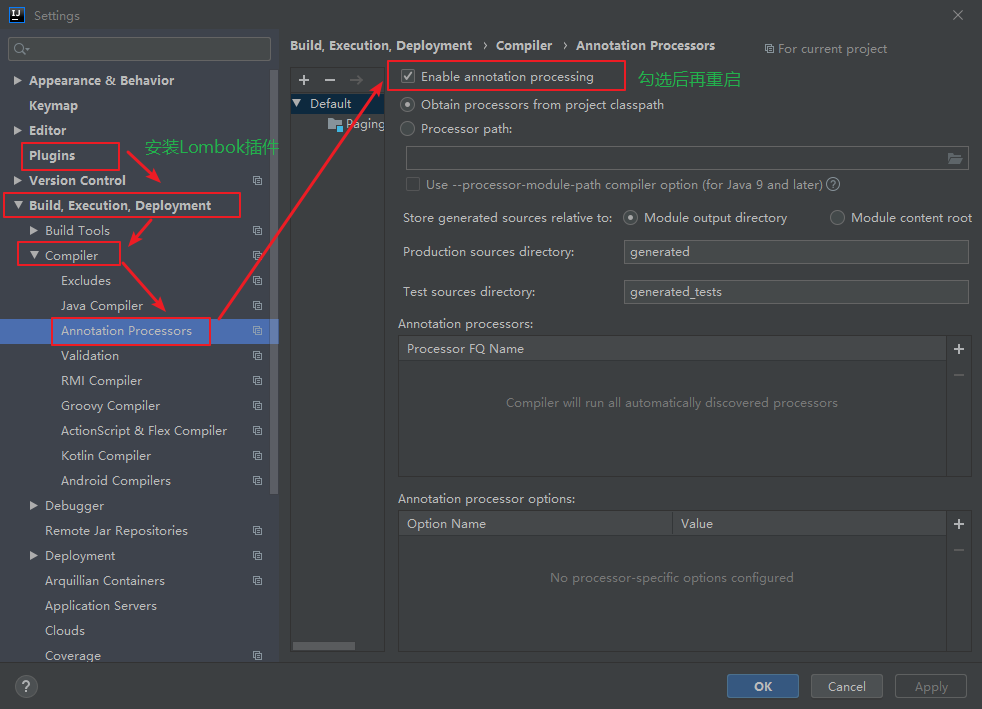 Settings
Appearance & Behavior
Keymap
Editor
Plugins
安装Lombok插件
Version Control
Build, Execution, Deployment
Build Tools
Compiler
Excludes
Java Compiler
Annotation Processors
Validation
RMI Compiler
Groovy Compiler
ActionScript & Flex Compiler
Kotlin Compiler
Android Compilers
Debugger
Remote Jar Repositories
Deployment
Arquillian Containers
Application Servers
Clouds
Coverage
Build, Execution, Deployment › Compiler › Annotation Processors
For current project
Default
Paging
Enable annotation processing
勾选后再重启
Obtain processors from project classpath
Processor path:
Use --processor-module-path compiler option (for Java 9 and later)
Store generated sources relative to: Module output directory Module content root
Production sources directory: generated
Test sources directory: generated_tests
Annotation processors:
Processor FQ Name
Compiler will run all automatically discovered processors
Annotation processor options:
Option Name Value
No processor-specific options configured
?
OK Cancel Apply